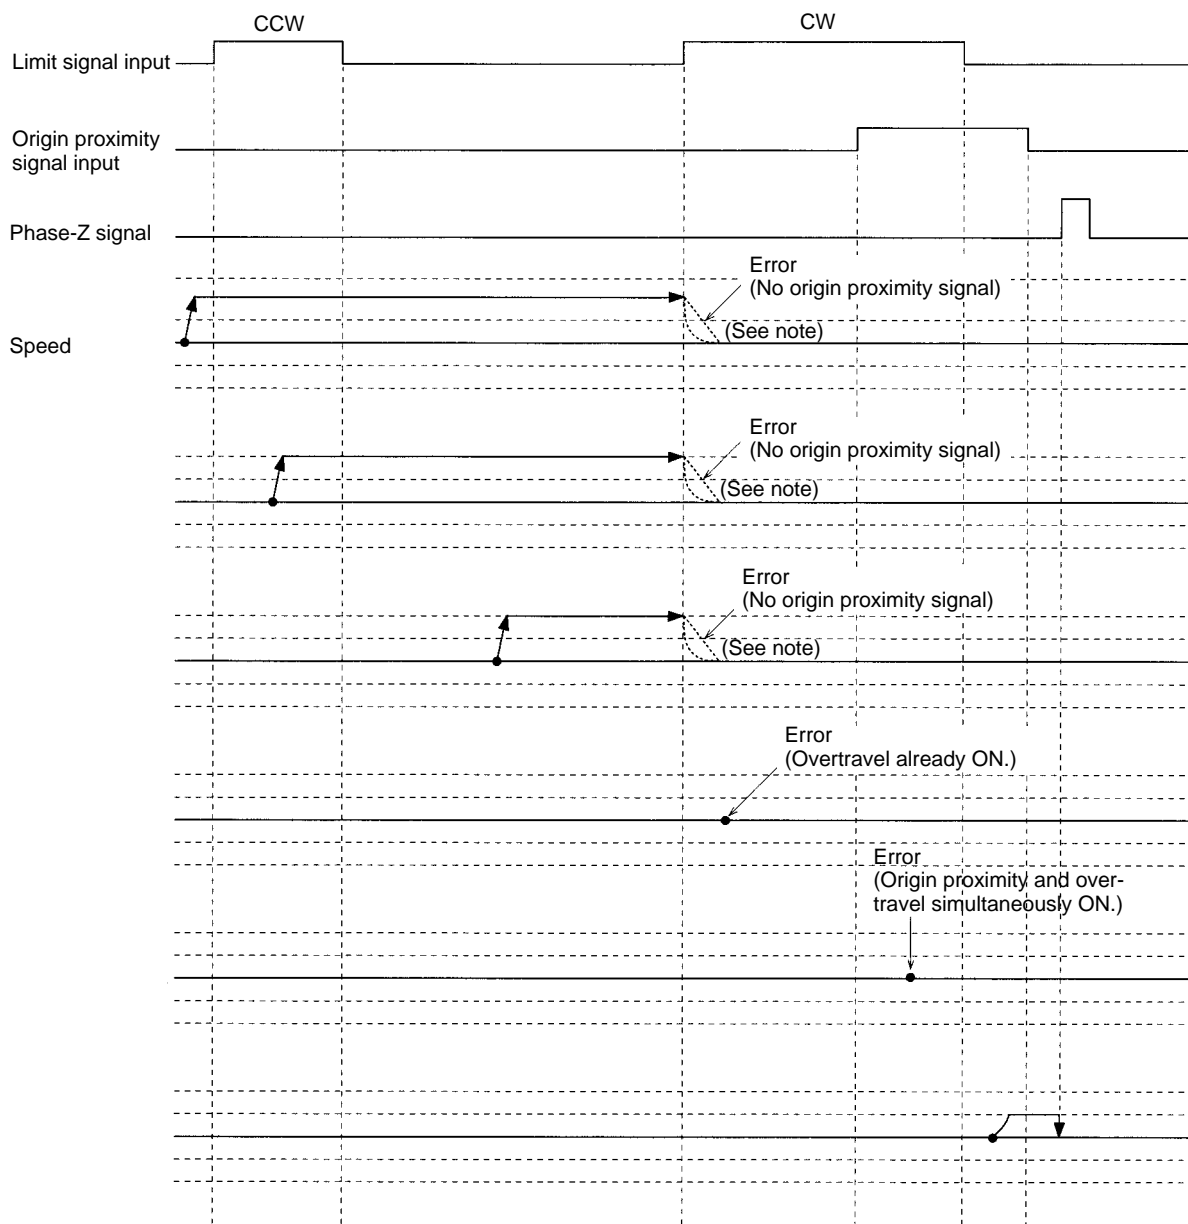 CCW
CW
Limit signal input
Origin proximity
signal input
Phase-Z signal
Error
(No origin proximity signal)
(See note)
Speed
Error
(No origin proximity signal)
(See note)
Error
(No origin proximity signal)
(See note)
Error
(Overtravel already ON.)
Error
(Origin proximity and over-
travel simultaneously ON.)